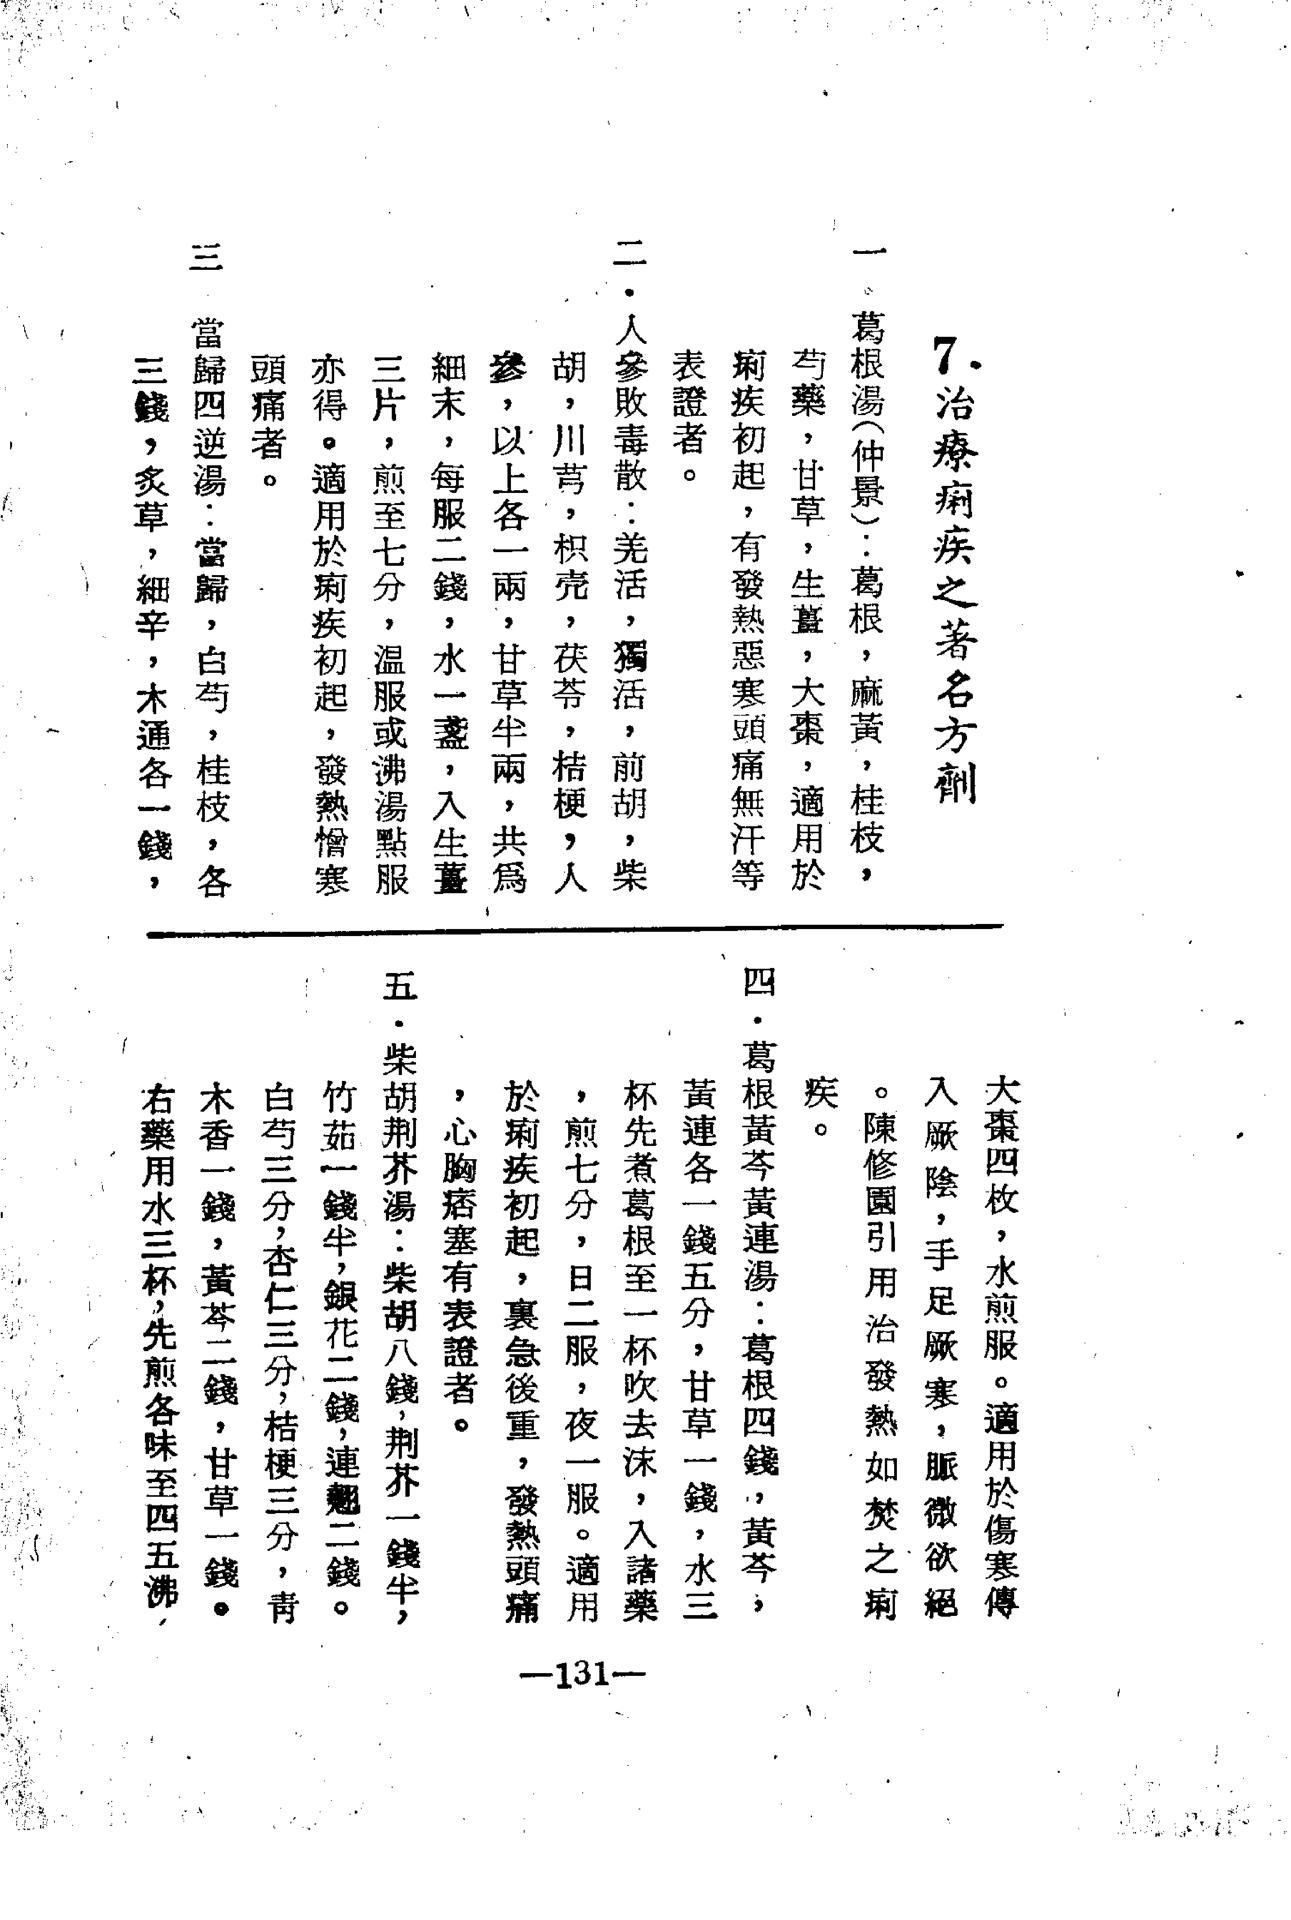 7.治療痢疾之著名方劑
一．葛根湯（仲景）：葛根，麻黃，桂枝，
芍藥，甘草，生薑，大棗，適用於
痢疾初起，有發熱惡寒頭痛無汗等
表證者。
二．人參敗毒散：羌活，獨活，前胡，柴
胡，川芎，枳壳，茯苓，桔梗，人
參，以上各一兩，甘草半兩，共爲
細末，每服二錢，水一盞，入生薑
三片，煎至七分，温服或沸湯點服
亦得。適用於痢疾初起，發熱憎寒
頭痛者。
三　當歸四逆湯：當歸，白芍，桂枝，各
三錢，炙草，細辛，木通各一錢，
大棗四枚，水煎服。適用於傷寒傳
入厥陰，手足厥寒，脈微欲絕
。陳修園引用治發熱如焚之痢
疾。
四．葛根黃芩黃連湯：葛根四錢，黃芩，
黃連各一錢五分，甘草一錢，水三
杯先煮葛根至一杯吹去沫，入諸藥
，煎七分，日二服，夜一服。適用
於痢疾初起，裏急後重，發熱頭痛
，心胸痞塞有表證者。
五．柴胡荆芥湯：柴胡八錢，荆芥一錢半，
竹茹一錢半，銀花二錢，連翹二錢。
白芍三分，杏仁三分，桔梗三分，靑
木香一錢，黃芩二錢，甘草一錢。
右藥用水三杯，先煎各味至四五沸，
—131—